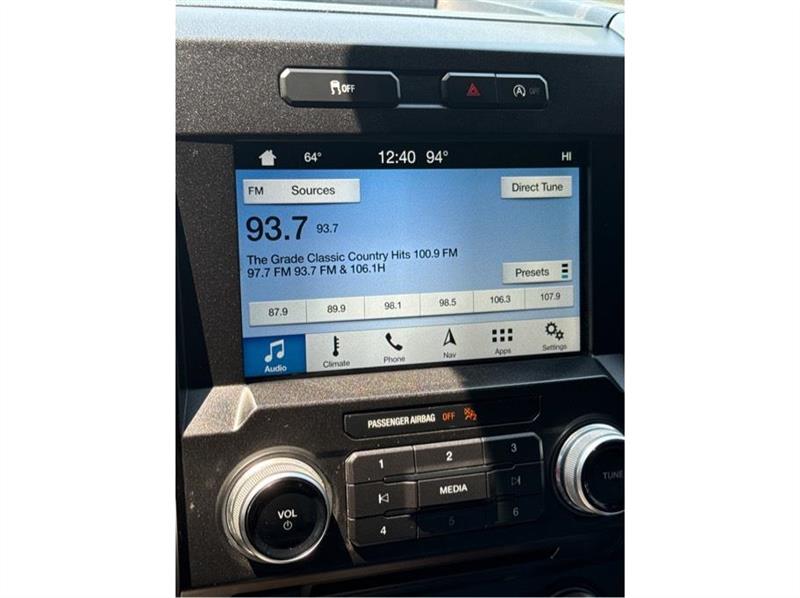 OFF
OFF
64° 12:40 94° HI
FM Sources Direct Tune
93.7 93.7
The Grade Classic Country Hits 100.9 FM
97.7 FM 93.7 FM & 106.1H
Presets
87.9 89.9 98.1 98.5 106.3 107.9
Audio Climate Phone Nav Apps Settings
PASSENGER AIRBAG OFF
1 2 3
MEDIA
4 5 6
VOL
TUNE